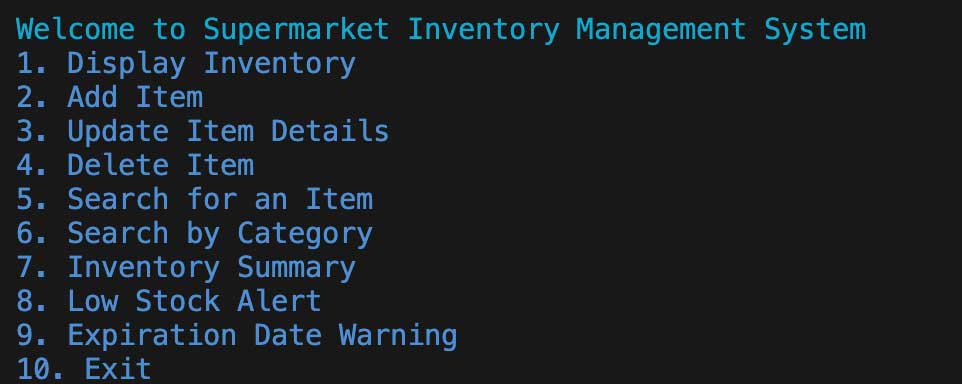 Welcome to Supermarket Inventory Management System
1. Display Inventory
2. Add Item
3. Update Item Details
4. Delete Item
5. Search for an Item
6. Search by Category
7. Inventory Summary
8. Low Stock Alert
9. Expiration Date Warning
10. Exit